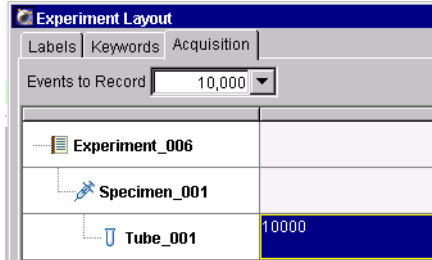 Experiment Layout
Labels Keywords Acquisition
Events to Record 10,000
Experiment_006
Specimen_001
Tube_001 10000